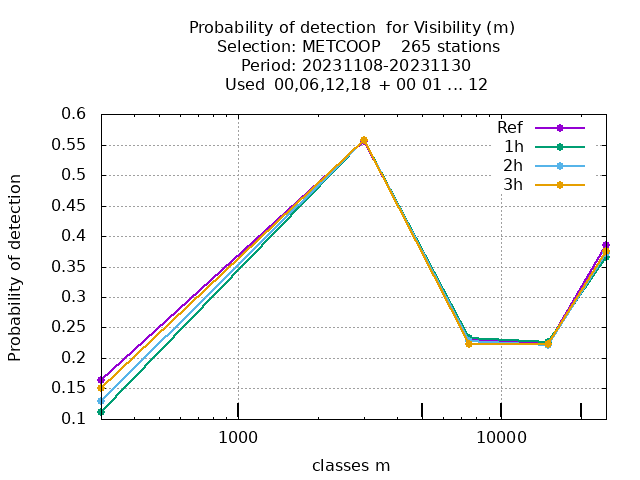 Probability of detection  for Visibility (m)
Selection: METCOOP    265 stations
Period: 20231108-20231130
Used  00,06,12,18 + 00 01 ... 12
0.6
0.55
0.5
0.45
0.4
0.35
0.3
0.25
0.2
0.15
0.1
Probability of detection
Ref
1h
2h
3h
1000
10000
classes m